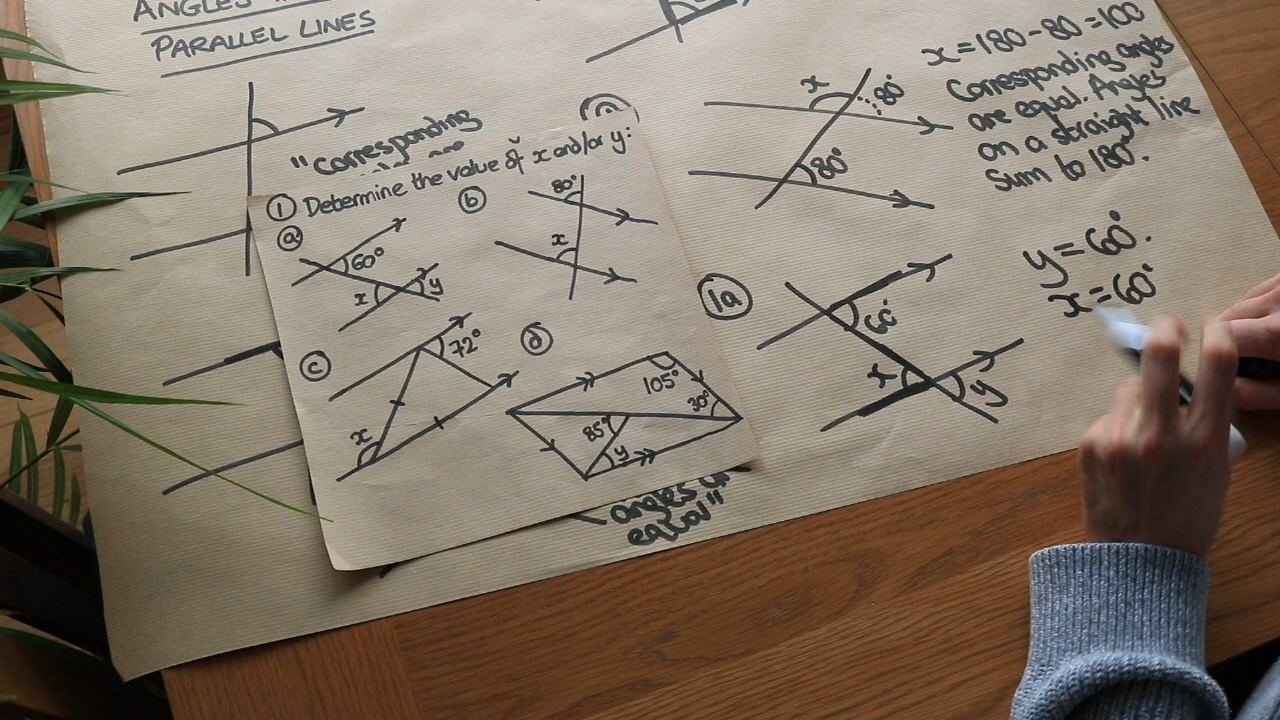 ANGLES
PARALLEL LINES
"Corresponding
① Determine the value of x and/or y:
ⓐ
60°
x
y
ⓑ
80°
x
ⓒ
72°
x
ⓓ
105°
30°
85°
y
angles
equal"
x
80°
80°
x = 180 - 80 = 100
Corresponding angles
are equal. Angles
on a straight line
sum to 180°.
1a
60°
x
y
y = 60°.
x = 60°